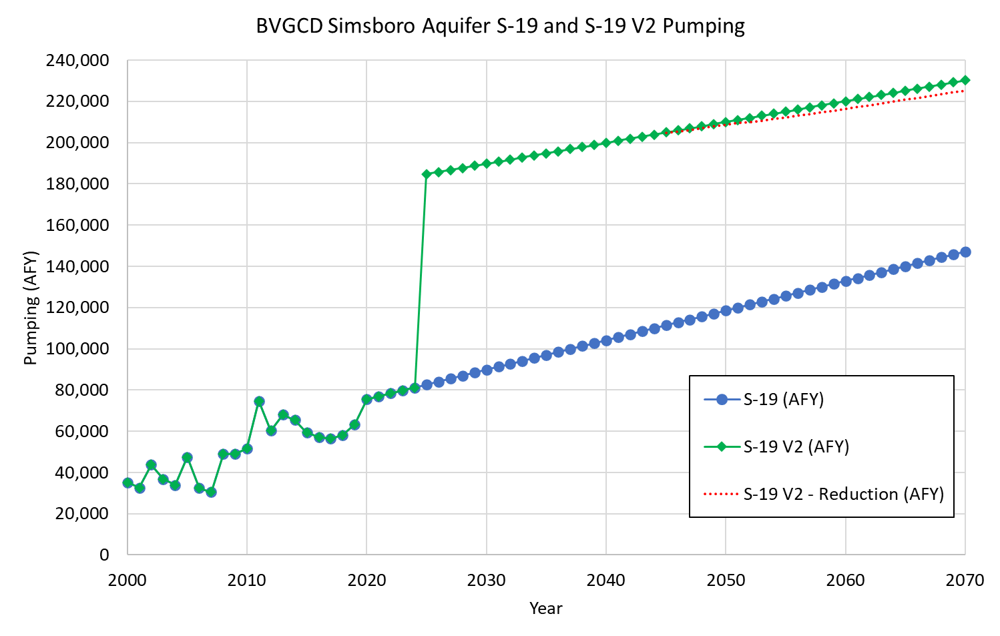 BVGCD Simsboro Aquifer S-19 and S-19 V2 Pumping
240,000
220,000
200,000
180,000
160,000
140,000
120,000
100,000
80,000
60,000
40,000
20,000
0
Pumping (AFY)
S-19 (AFY)
S-19 V2 (AFY)
S-19 V2 - Reduction (AFY)
2000 2010 2020 2030 2040 2050 2060 2070
Year